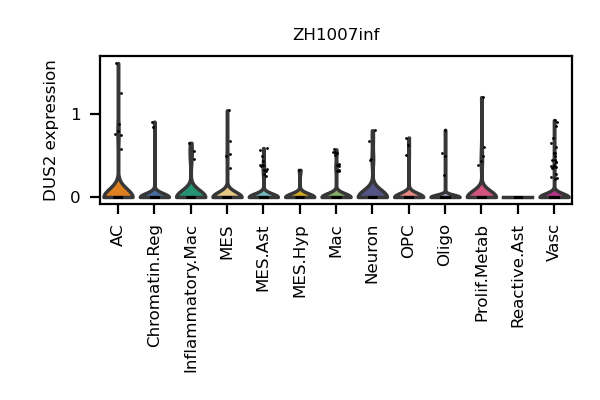 ZH1007inf
DUS2 expression
1
0
AC
Chromatin.Reg
Inflammatory.Mac
MES
MES.Ast
MES.Hyp
Mac
Neuron
OPC
Oligo
Prolif.Metab
Reactive.Ast
Vasc